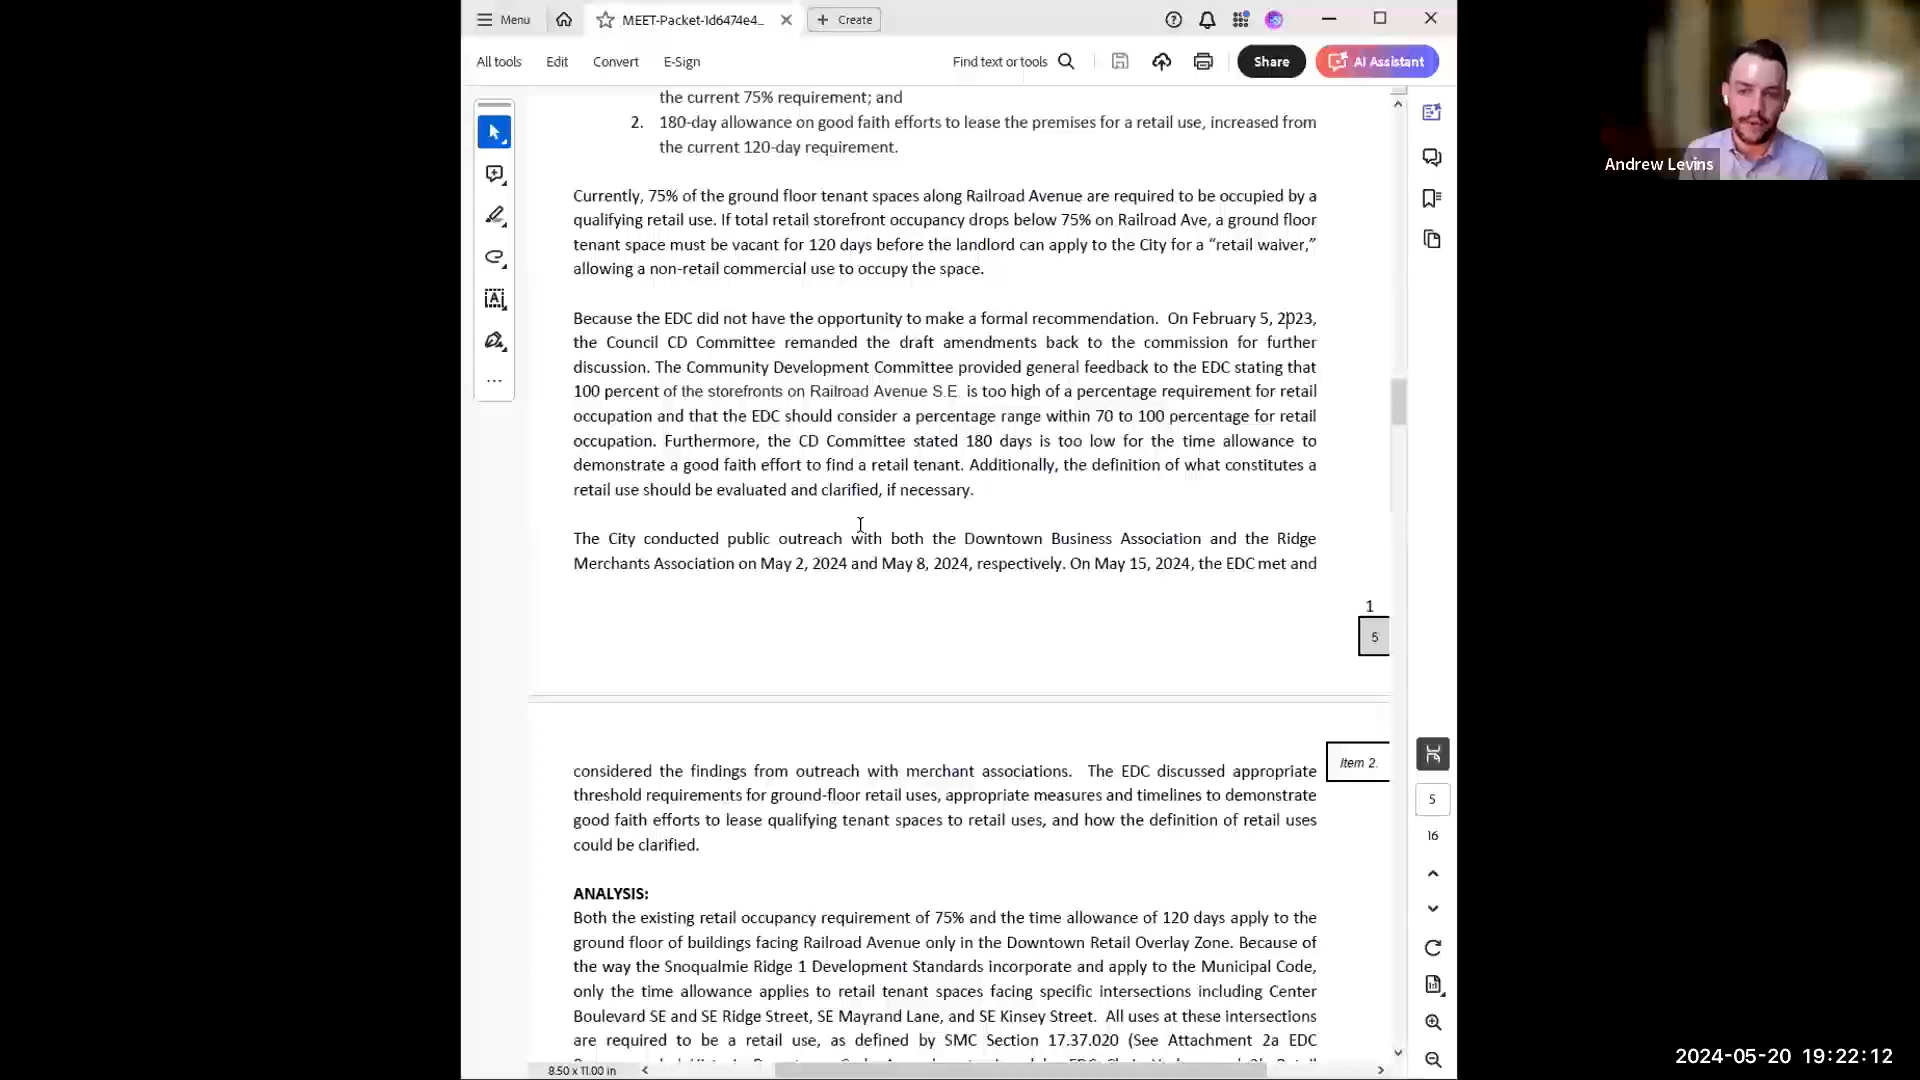 Menu
MEET-Packet-1d6474e4...
Create
All tools
Edit
Convert
E-Sign
Find text or tools
Share
AI Assistant
the current 75% requirement; and
2. 180-day allowance on good faith efforts to lease the premises for a retail use, increased from
the current 120-day requirement.
Currently, 75% of the ground floor tenant spaces along Railroad Avenue are required to be occupied by a
qualifying retail use. If total retail storefront occupancy drops below 75% on Railroad Ave, a ground floor
tenant space must be vacant for 120 days before the landlord can apply to the City for a “retail waiver,”
allowing a non-retail commercial use to occupy the space.
Because the EDC did not have the opportunity to make a formal recommendation. On February 5, 2023,
the Council CD Committee remanded the draft amendments back to the commission for further
discussion. The Community Development Committee provided general feedback to the EDC stating that
100 percent of the storefronts on Railroad Avenue S.E. is too high of a percentage requirement for retail
occupation and that the EDC should consider a percentage range within 70 to 100 percentage for retail
occupation. Furthermore, the CD Committee stated 180 days is too low for the time allowance to
demonstrate a good faith effort to find a retail tenant. Additionally, the definition of what constitutes a
retail use should be evaluated and clarified, if necessary.
The City conducted public outreach with both the Downtown Business Association and the Ridge
Merchants Association on May 2, 2024 and May 8, 2024, respectively. On May 15, 2024, the EDC met and
1
5
Item 2.
considered the findings from outreach with merchant associations. The EDC discussed appropriate
threshold requirements for ground-floor retail uses, appropriate measures and timelines to demonstrate
good faith efforts to lease qualifying tenant spaces to retail uses, and how the definition of retail uses
could be clarified.
ANALYSIS:
Both the existing retail occupancy requirement of 75% and the time allowance of 120 days apply to the
ground floor of buildings facing Railroad Avenue only in the Downtown Retail Overlay Zone. Because of
the way the Snoqualmie Ridge 1 Development Standards incorporate and apply to the Municipal Code,
only the time allowance applies to retail tenant spaces facing specific intersections including Center
Boulevard SE and SE Ridge Street, SE Mayrand Lane, and SE Kinsey Street. All uses at these intersections
are required to be a retail use, as defined by SMC Section 17.37.020 (See Attachment 2a EDC
8.50 x 11.00 in
5
16
Andrew Levins
2024-05-20 19:22:12